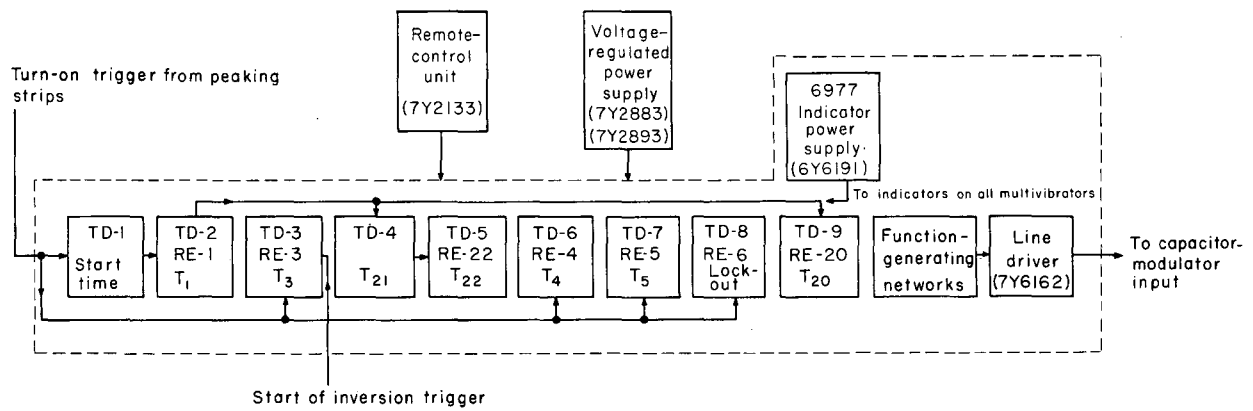 Remote-
control
unit
(7Y2133)
Voltage-
regulated
power
supply
(7Y2883)
(7Y2893)
6977
Indicator
power
supply
(6Y6191)
Turn-on trigger from peaking
strips
To indicators on all multivibrators
TD-1
Start
time
TD-2
RE-1
T1
TD-3
RE-3
T3
TD-4
T21
TD-5
RE-22
T22
TD-6
RE-4
T4
TD-7
RE-5
T5
TD-8
RE-6
Lock-
out
TD-9
RE-20
T20
Function-
generating
networks
Line
driver
(7Y6162)
To capacitor-
modulator
input
Start of inversion trigger